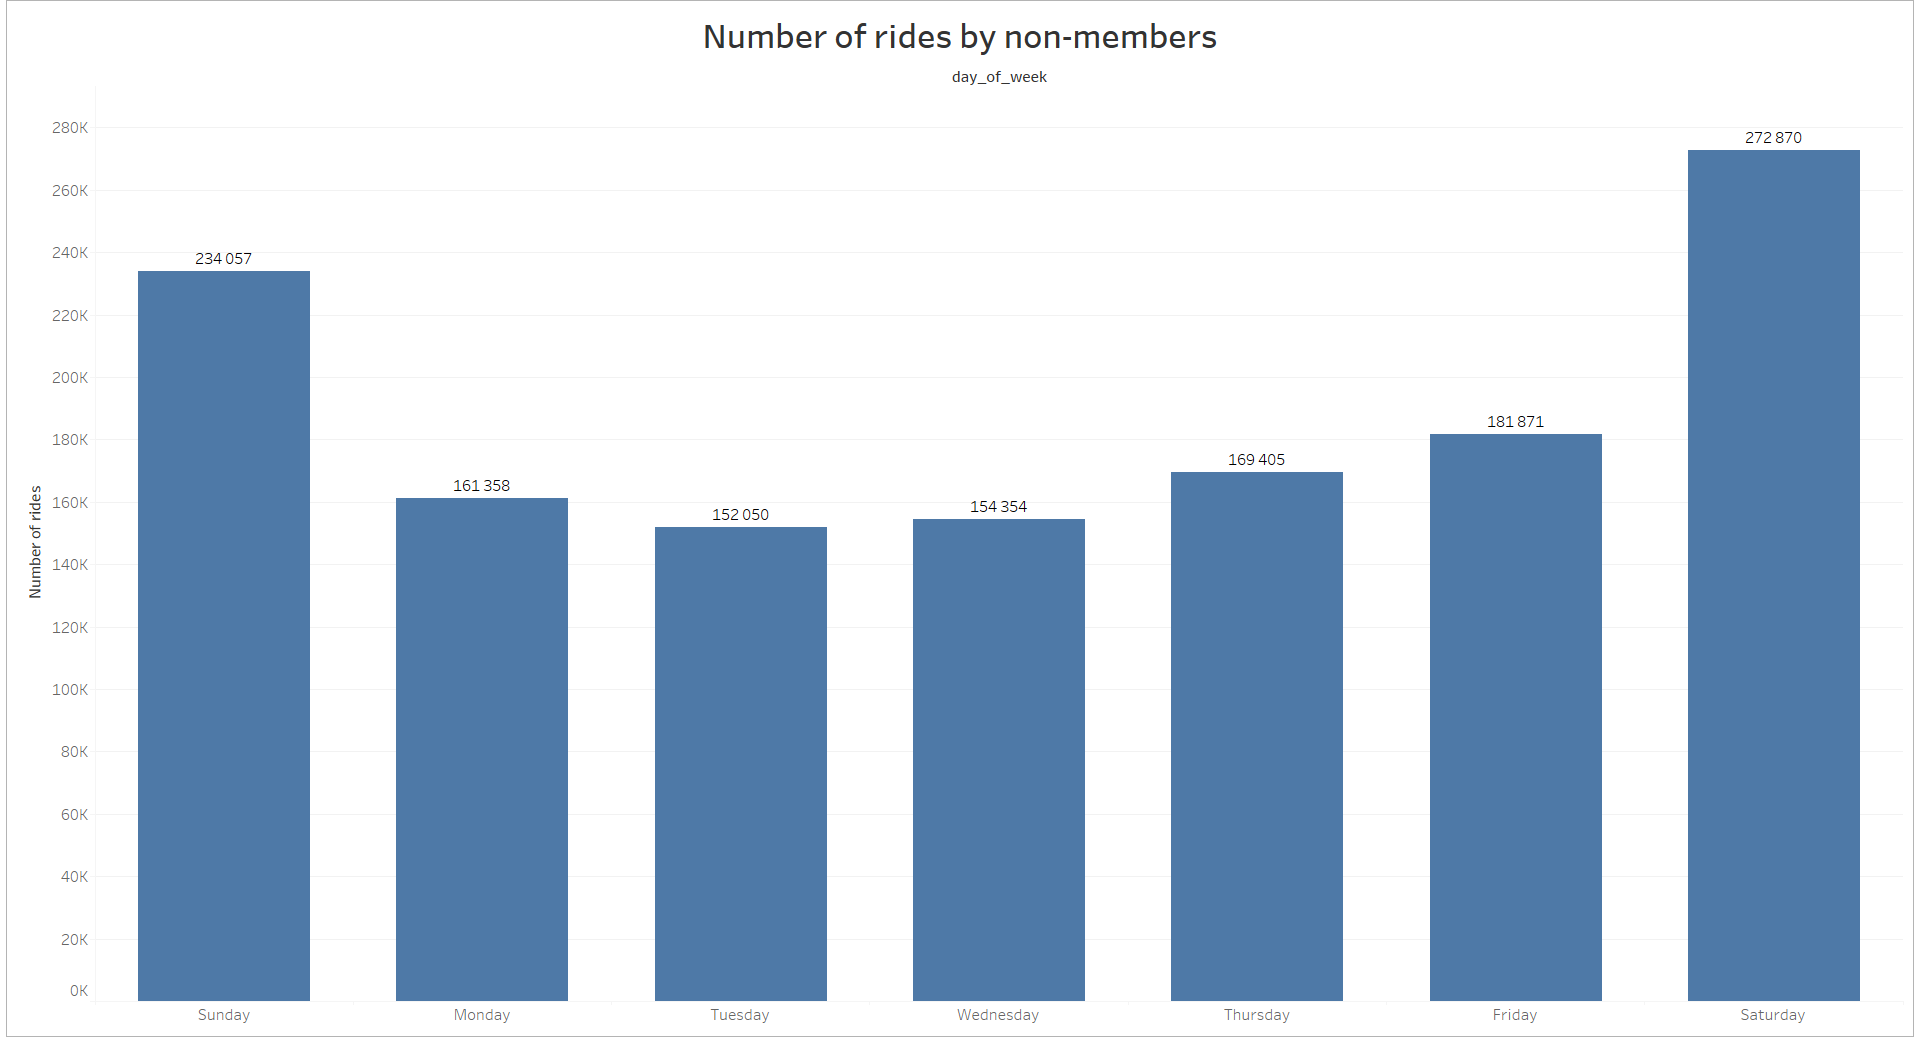 Number of rides by non-members
day_of_week
Number of rides
280K
260K
240K
220K
200K
180K
160K
140K
120K
100K
80K
60K
40K
20K
0K
234 057
161 358
152 050
154 354
169 405
181 871
272 870
Sunday
Monday
Tuesday
Wednesday
Thursday
Friday
Saturday